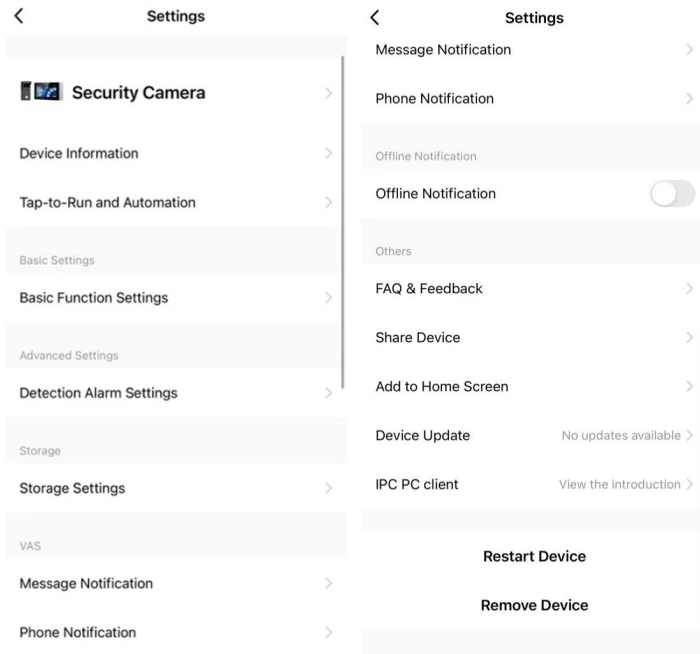 Settings
Security Camera
Device Information
Tap-to-Run and Automation
Basic Settings
Basic Function Settings
Advanced Settings
Detection Alarm Settings
Storage
Storage Settings
VAS
Message Notification
Phone Notification
Settings
Message Notification
Phone Notification
Offline Notification
Offline Notification
Others
FAQ & Feedback
Share Device
Add to Home Screen
Device Update No updates available
IPC PC client View the introduction
Restart Device
Remove Device